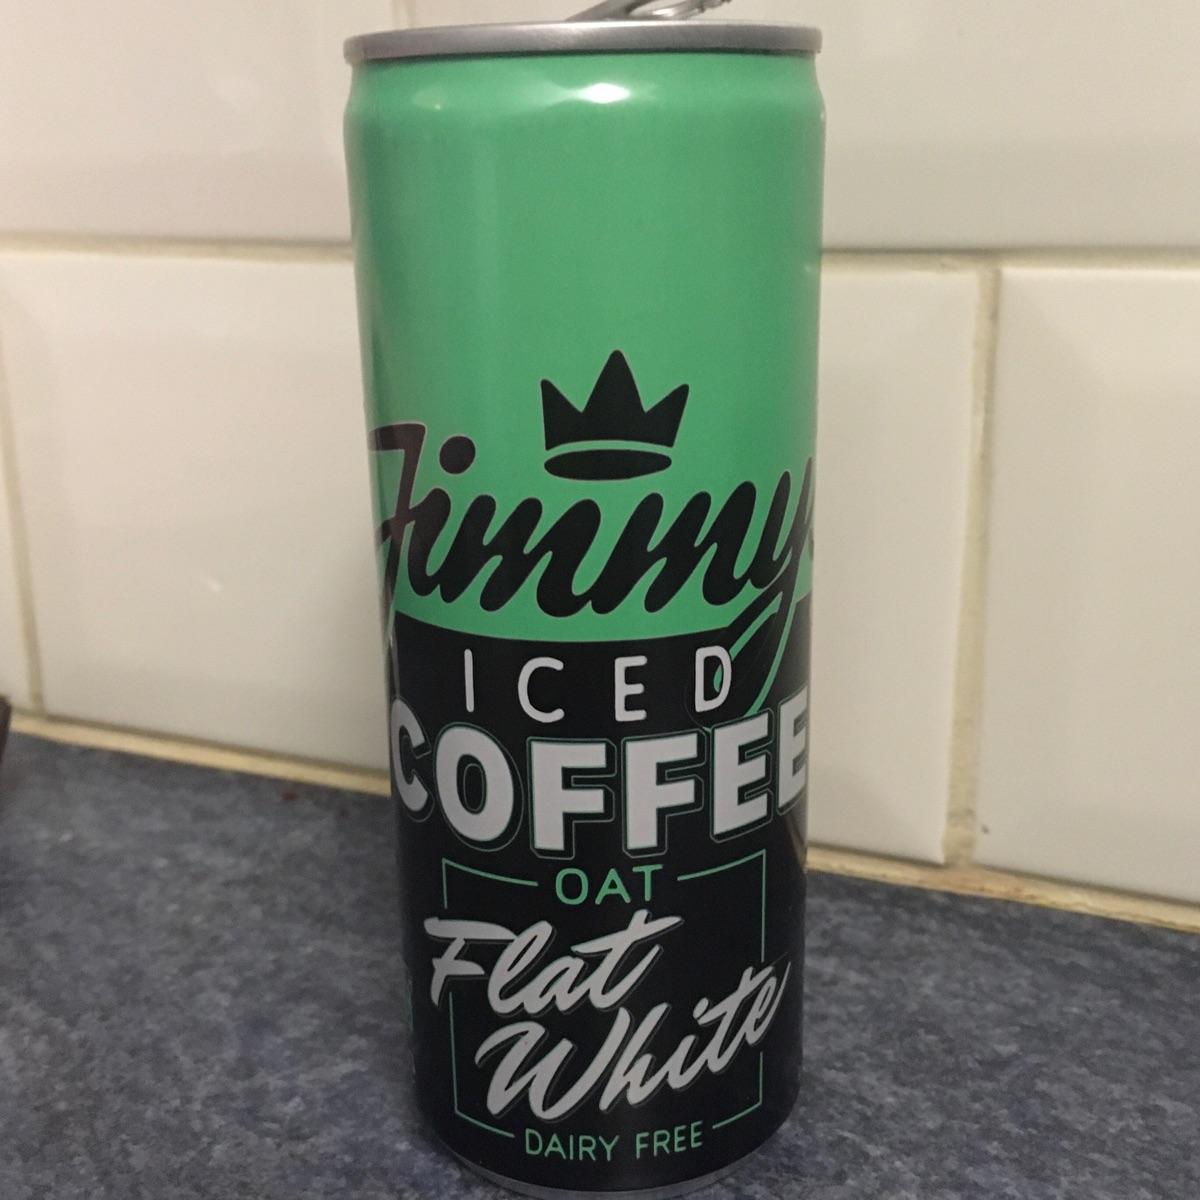 Jimmy's
ICED
COFFEE
OAT
Flat
White
DAIRY FREE